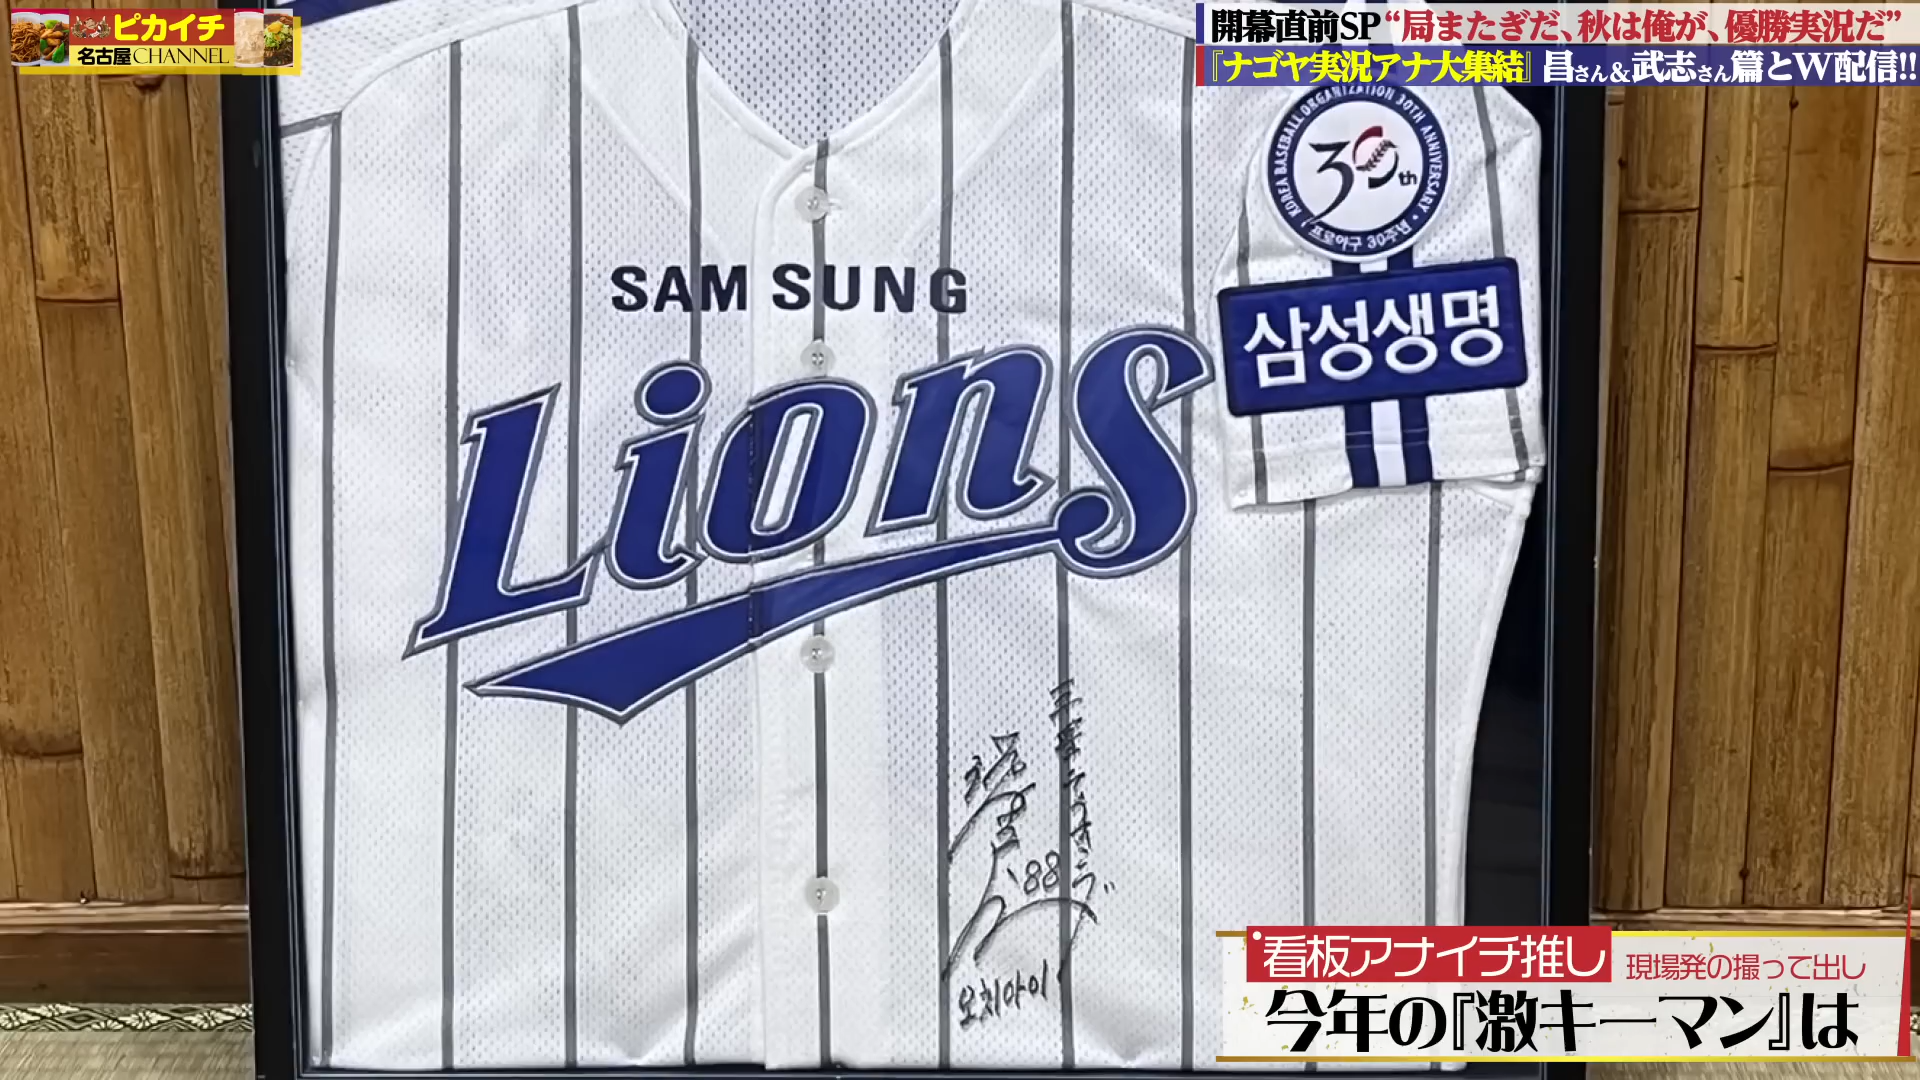 ピカイチ
名古屋CHANNEL
開幕直前SP“局またぎだ、秋は俺が、優勝実況だ”
『ナゴヤ実況アナ大集結』昌さん&武志さん篇とW配信!!
KOREA BASEBALL ORGANIZATION 30TH ANNIVERSARY
30th
프로야구 30주년
SAMSUNG
삼성생명
Lions
'88
오치아이
看板アナイチ推し 現場発の撮って出し
今年の『激キーマン』は